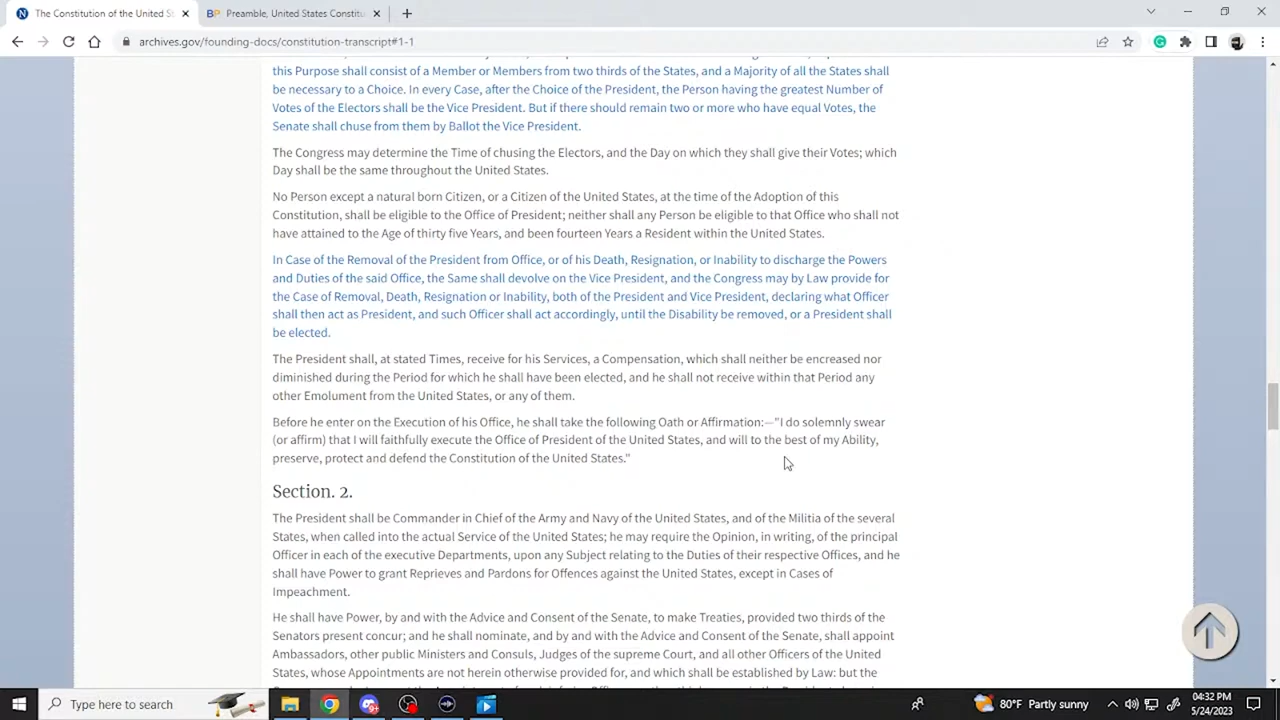 The Constitution of the United S
Preamble, United States Constitu
archives.gov/founding-docs/constitution-transcript#1-1
this Purpose shall consist of a Member or Members from two thirds of the States, and a Majority of all the States shall
be necessary to a Choice. In every Case, after the Choice of the President, the Person having the greatest Number of
Votes of the Electors shall be the Vice President. But if there should remain two or more who have equal Votes, the
Senate shall chuse from them by Ballot the Vice President.
The Congress may determine the Time of chusing the Electors, and the Day on which they shall give their Votes; which
Day shall be the same throughout the United States.
No Person except a natural born Citizen, or a Citizen of the United States, at the time of the Adoption of this
Constitution, shall be eligible to the Office of President; neither shall any Person be eligible to that Office who shall not
have attained to the Age of thirty five Years, and been fourteen Years a Resident within the United States.
In Case of the Removal of the President from Office, or of his Death, Resignation, or Inability to discharge the Powers
and Duties of the said Office, the Same shall devolve on the Vice President, and the Congress may by Law provide for
the Case of Removal, Death, Resignation or Inability, both of the President and Vice President, declaring what Officer
shall then act as President, and such Officer shall act accordingly, until the Disability be removed, or a President shall
be elected.
The President shall, at stated Times, receive for his Services, a Compensation, which shall neither be encreased nor
diminished during the Period for which he shall have been elected, and he shall not receive within that Period any
other Emolument from the United States, or any of them.
Before he enter on the Execution of his Office, he shall take the following Oath or Affirmation:—"I do solemnly swear
(or affirm) that I will faithfully execute the Office of President of the United States, and will to the best of my Ability,
preserve, protect and defend the Constitution of the United States."
Section. 2.
The President shall be Commander in Chief of the Army and Navy of the United States, and of the Militia of the several
States, when called into the actual Service of the United States; he may require the Opinion, in writing, of the principal
Officer in each of the executive Departments, upon any Subject relating to the Duties of their respective Offices, and he
shall have Power to grant Reprieves and Pardons for Offences against the United States, except in Cases of
Impeachment.
He shall have Power, by and with the Advice and Consent of the Senate, to make Treaties, provided two thirds of the
Senators present concur; and he shall nominate, and by and with the Advice and Consent of the Senate, shall appoint
Ambassadors, other public Ministers and Consuls, Judges of the supreme Court, and all other Officers of the United
States, whose Appointments are not herein otherwise provided for, and which shall be established by Law: but the
Type here to search
80°F Partly sunny
04:32 PM
5/24/2023